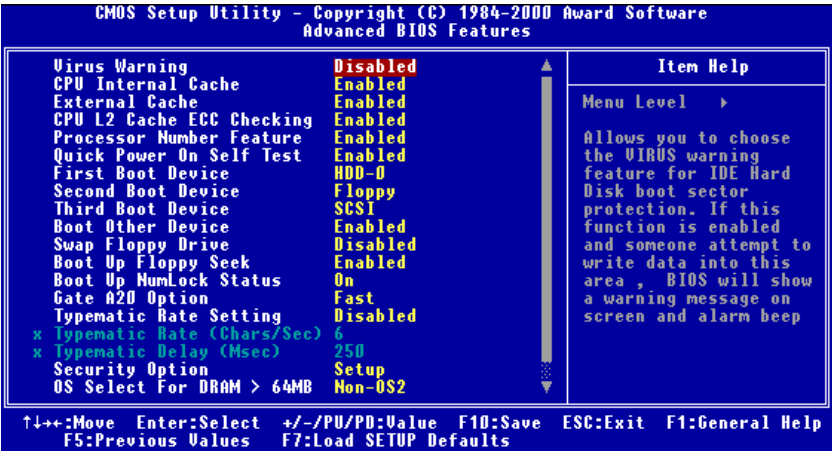 CMOS Setup Utility - Copyright (C) 1984-2000 Award Software
Advanced BIOS Features
Virus Warning Disabled
CPU Internal Cache Enabled
External Cache Enabled
CPU L2 Cache ECC Checking Enabled
Processor Number Feature Enabled
Quick Power On Self Test Enabled
First Boot Device HDD-0
Second Boot Device Floppy
Third Boot Device SCSI
Boot Other Device Enabled
Swap Floppy Drive Disabled
Boot Up Floppy Seek Enabled
Boot Up NumLock Status On
Gate A20 Option Fast
Typematic Rate Setting Disabled
x Typematic Rate (Chars/Sec) 6
x Typematic Delay (Msec) 250
Security Option Setup
OS Select For DRAM > 64MB Non-OS2
Item Help
Menu Level ▸
Allows you to choose
the VIRUS warning
feature for IDE Hard
Disk boot sector
protection. If this
function is enabled
and someone attempt to
write data into this
area , BIOS will show
a warning message on
screen and alarm beep
↑↓→←:Move Enter:Select +/-/PU/PD:Value F10:Save ESC:Exit F1:General Help
F5:Previous Values F7:Load SETUP Defaults